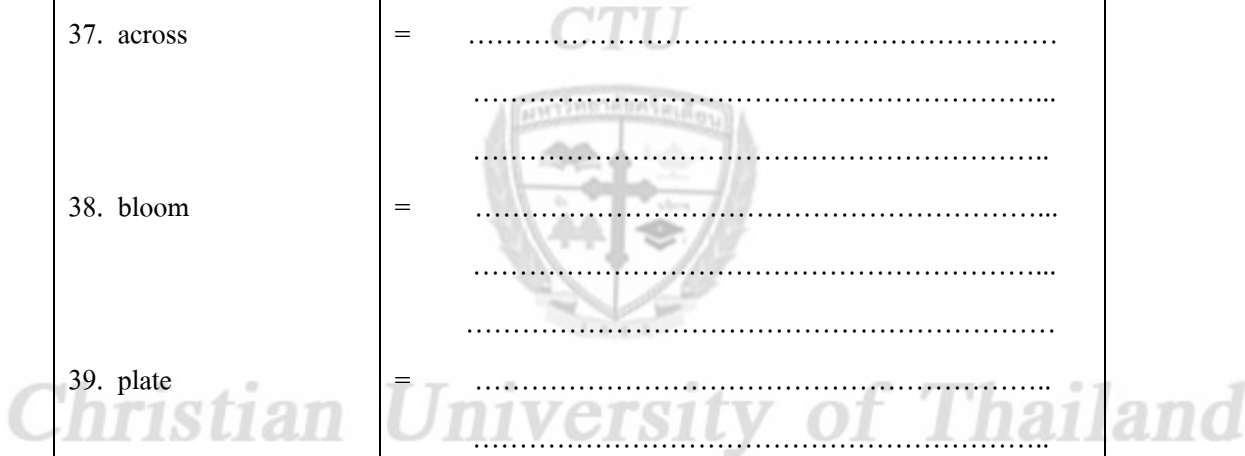 CTU
37. across = ……………………………………………………….
……………………………………………………...
……………………………………………………..
38. bloom = ……………………………………………………...
……………………………………………………...
………………………………………………………
39. plate = ……………………………………………………..
Christian University of Thailand
……………………………………………………..